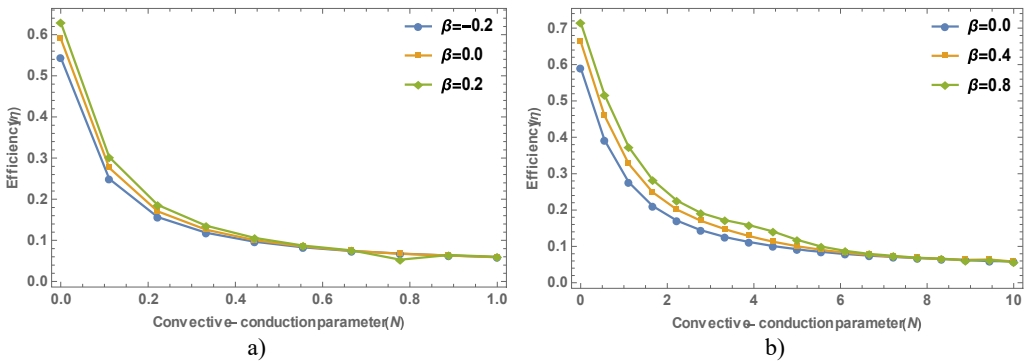 β=-0.2
β=0.0
β=0.2
0.6
0.5
0.4
0.3
0.2
0.1
0.0
Efficiency(η)
0.0 0.2 0.4 0.6 0.8 1.0
Convective-conduction parameter(N)
a)
β=0.0
β=0.4
β=0.8
0.7
0.6
0.5
0.4
0.3
0.2
0.1
0.0
Efficiency(η)
0 2 4 6 8 10
Convective-conduction parameter(N)
b)